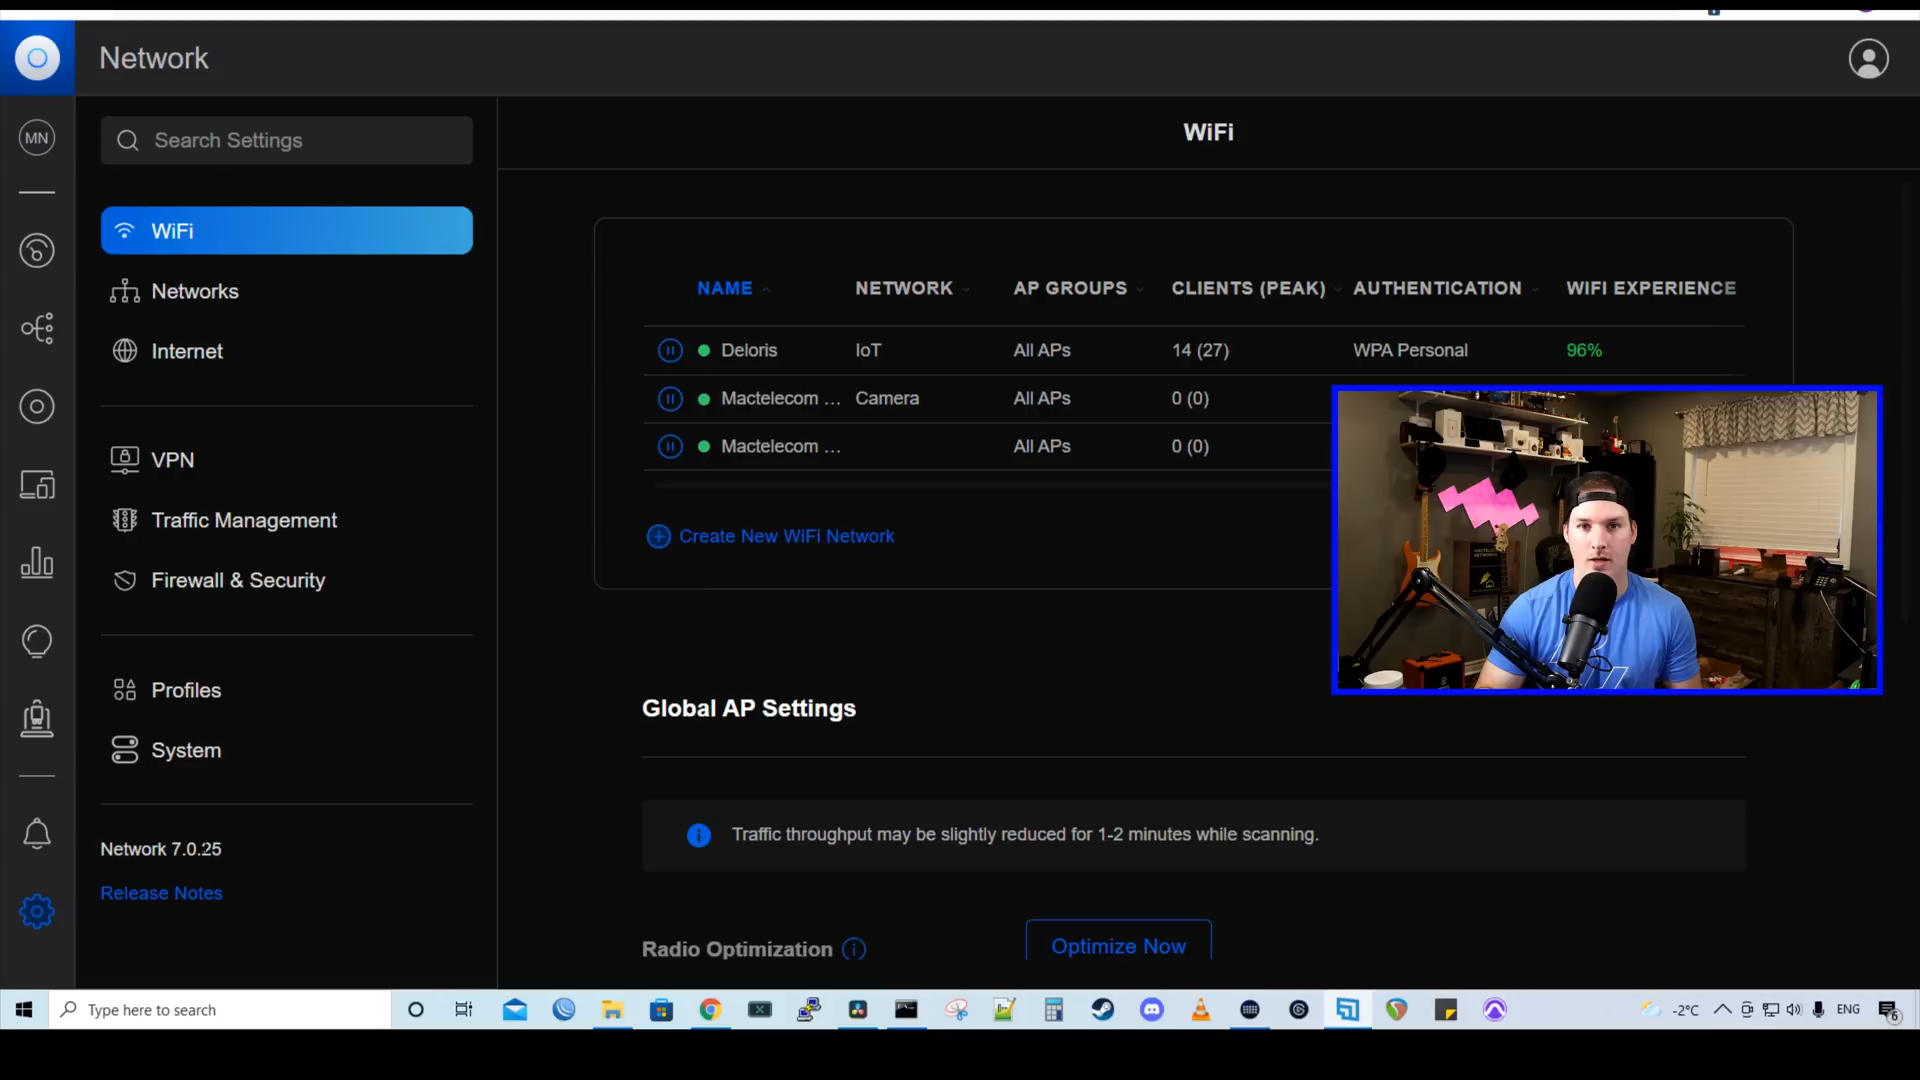 Network
MN
Search Settings
WiFi
Networks
Internet
VPN
Traffic Management
Firewall & Security
Profiles
System
Network 7.0.25
Release Notes
WiFi
NAME NETWORK AP GROUPS CLIENTS (PEAK) AUTHENTICATION WIFI EXPERIENCE
Deloris IoT All APs 14 (27) WPA Personal 96%
Mactelecom ... Camera All APs 0 (0)
Mactelecom ... All APs 0 (0)
Create New WiFi Network
Global AP Settings
Traffic throughput may be slightly reduced for 1-2 minutes while scanning.
Radio Optimization
Optimize Now
Type here to search
-2°C
ENG
6